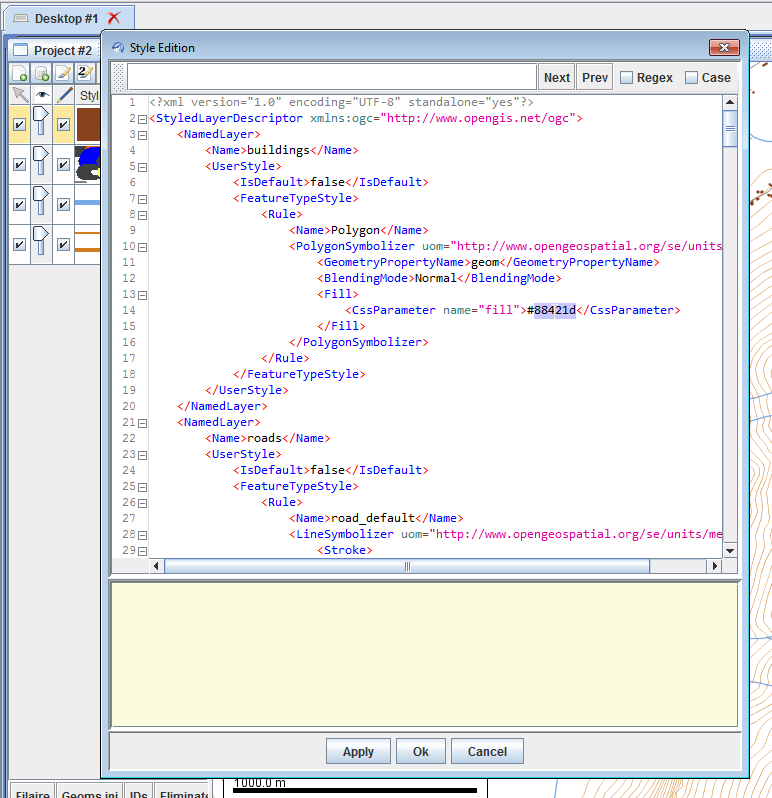 Desktop #1
Project #2
Style Edition
Next Prev Regex Case
Styl
1 <?xml version="1.0" encoding="UTF-8" standalone="yes"?>
2 <StyledLayerDescriptor xmlns:ogc="http://www.opengis.net/ogc">
3 <NamedLayer>
4 <Name>buildings</Name>
5 <UserStyle>
6 <IsDefault>false</IsDefault>
7 <FeatureTypeStyle>
8 <Rule>
9 <Name>Polygon</Name>
10 <PolygonSymbolizer uom="http://www.opengeospatial.org/se/units
11 <GeometryPropertyName>geom</GeometryPropertyName>
12 <BlendingMode>Normal</BlendingMode>
13 <Fill>
14 <CssParameter name="fill">#88421d</CssParameter>
15 </Fill>
16 </PolygonSymbolizer>
17 </Rule>
18 </FeatureTypeStyle>
19 </UserStyle>
20 </NamedLayer>
21 <NamedLayer>
22 <Name>roads</Name>
23 <UserStyle>
24 <IsDefault>false</IsDefault>
25 <FeatureTypeStyle>
26 <Rule>
27 <Name>road_default</Name>
28 <LineSymbolizer uom="http://www.opengeospatial.org/se/units/me
29 <Stroke>
Apply Ok Cancel
Filaire Geoms ini IDs Eliminate
1000.0 m